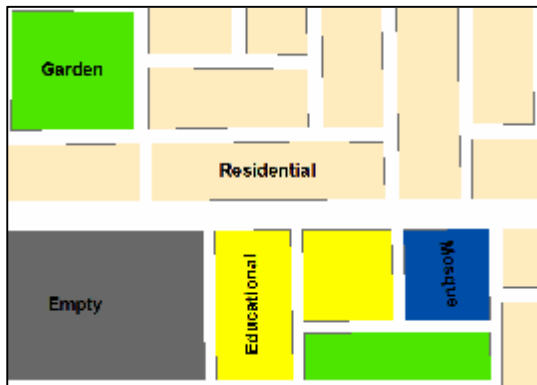 Garden
Residential
Empty
Educational
Mosque